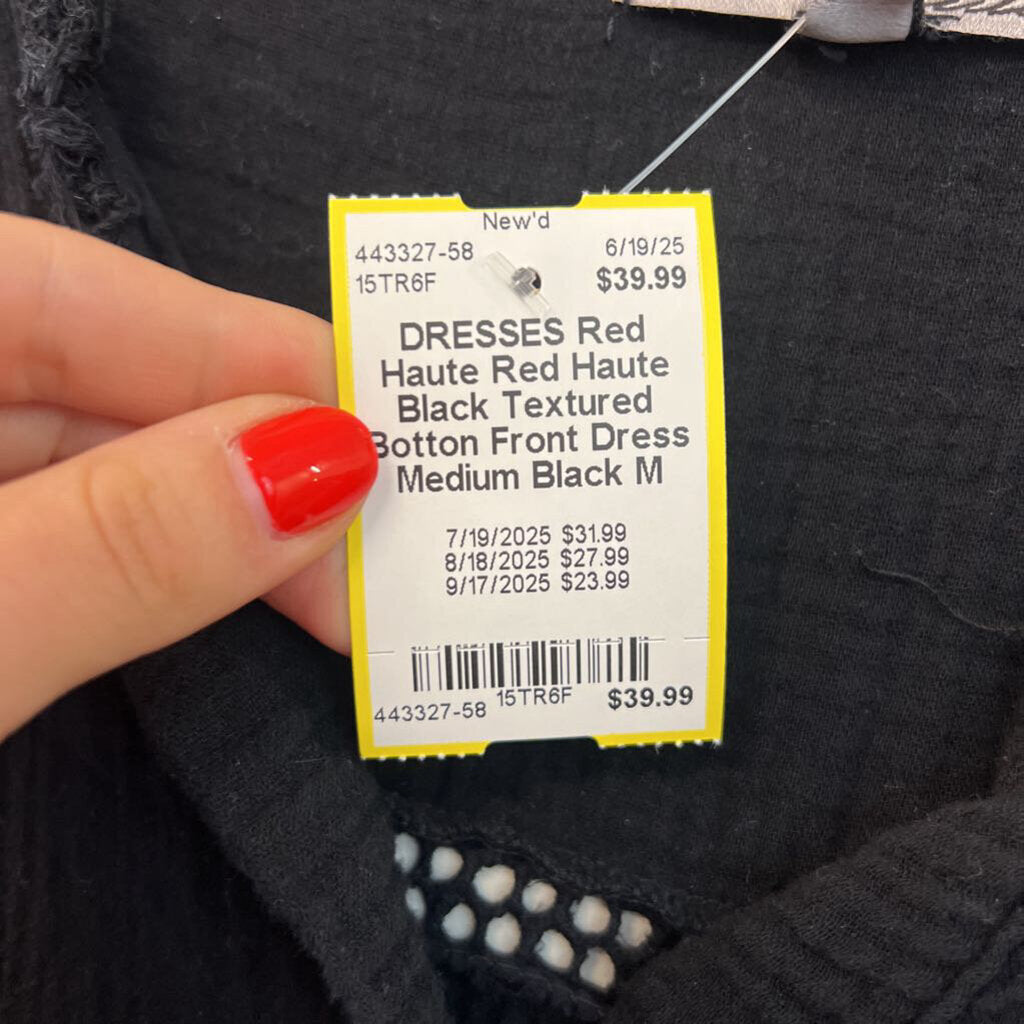 New'd
443327-58 6/19/25
15TR6F $39.99
DRESSES Red
Haute Red Haute
Black Textured
Botton Front Dress
Medium Black M
7/19/2025 $31.99
8/18/2025 $27.99
9/17/2025 $23.99
443327-58 15TR6F $39.99